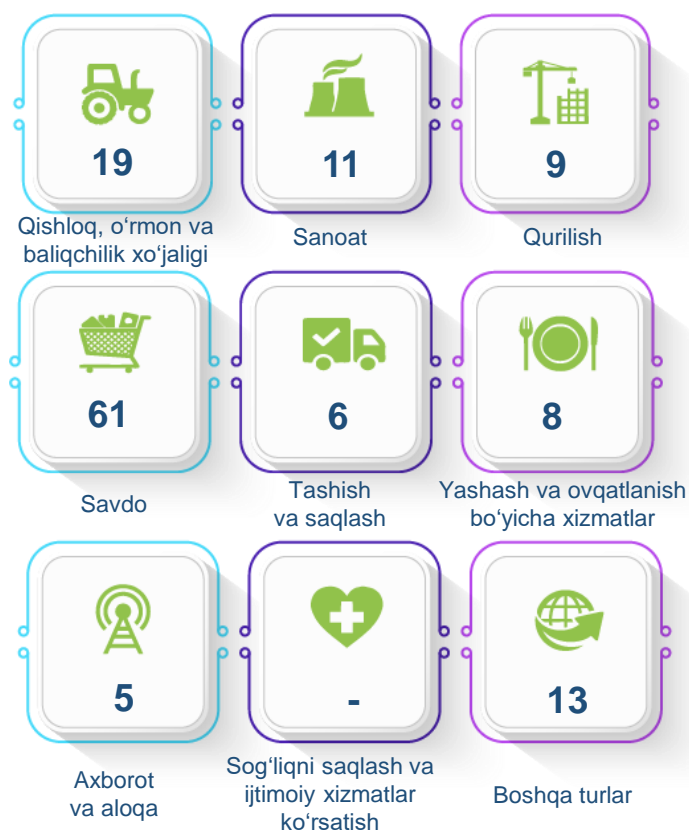 19
11
9
Qishloq, o‘rmon va
baliqchilik xo‘jaligi
Sanoat
Qurilish
61
6
8
Savdo
Tashish
va saqlash
Yashash va ovqatlanish
bo‘yicha xizmatlar
5
-
13
Axborot
va aloqa
Sog‘liqni saqlash va
ijtimoiy xizmatlar
ko‘rsatish
Boshqa turlar